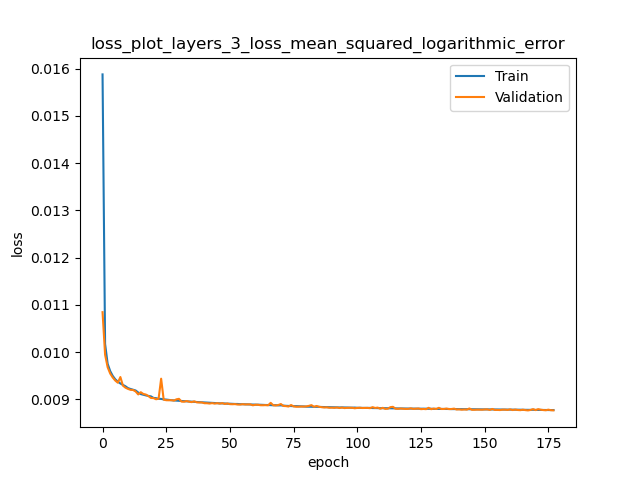 loss_plot_layers_3_loss_mean_squared_logarithmic_error
Train
Validation
0.016
0.015
0.014
0.013
0.012
0.011
0.010
0.009
loss
0 25 50 75 100 125 150 175
epoch